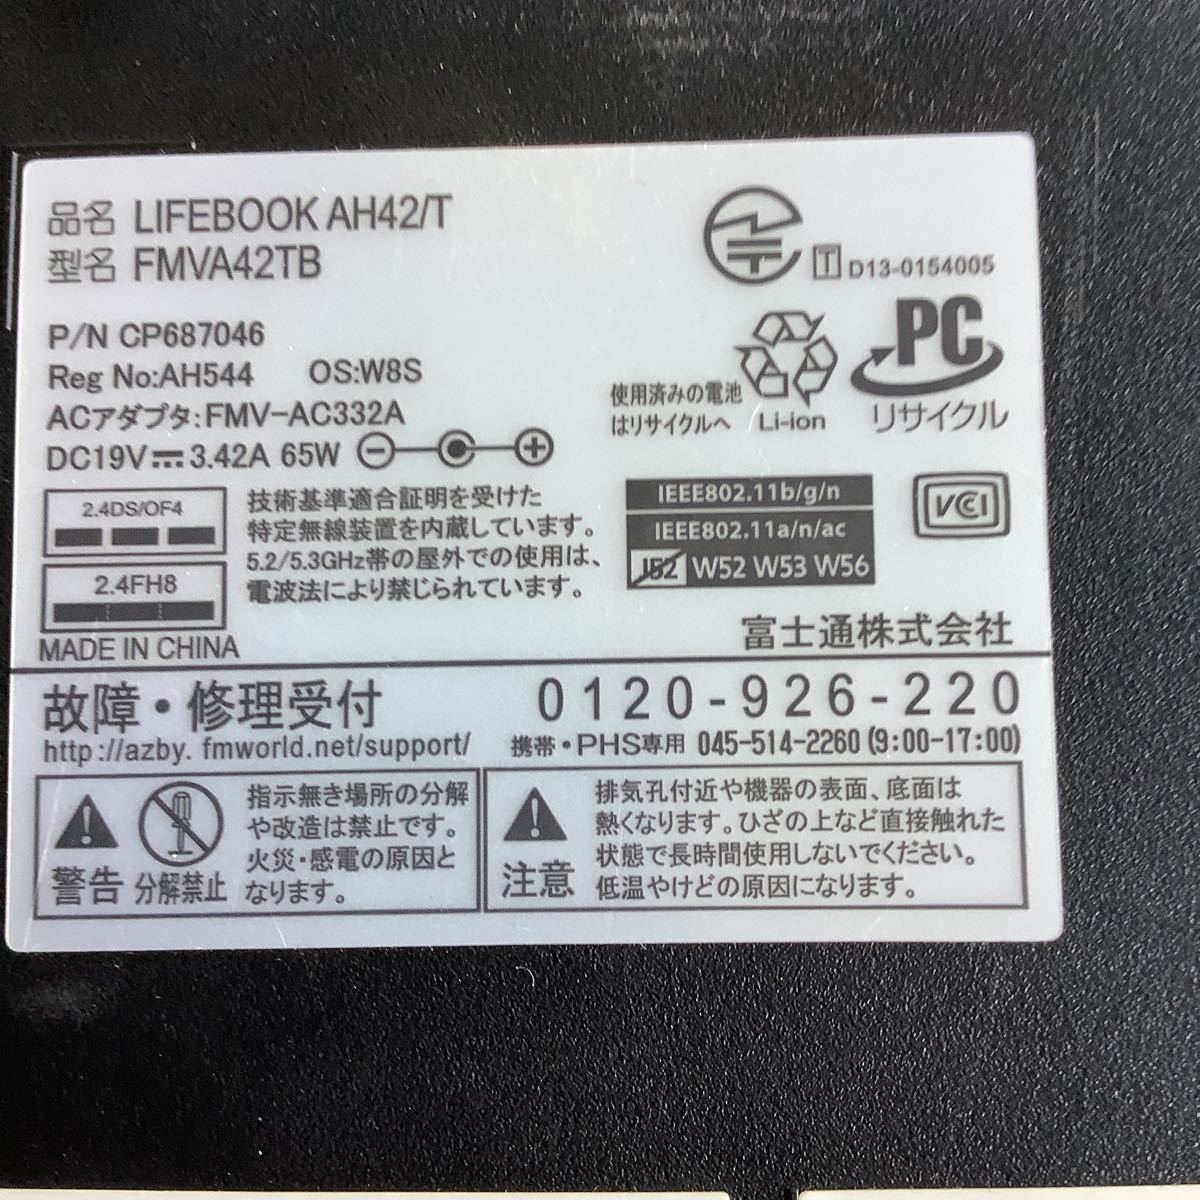 品名 LIFEBOOK AH42/T
型名 FMVA42TB
T D13-0154005
P/N CP687046
Reg No:AH544 OS:W8S
ACアダプタ:FMV-AC332A
DC19V 3.42A 65W
使用済みの電池
はリサイクルへ
Li-ion
PC
リサイクル
2.4DS/OF4
2.4FH8
技術基準適合証明を受けた
特定無線装置を内蔵しています。
5.2/5.3GHz帯の屋外での使用は、
電波法により禁じられています。
IEEE802.11b/g/n
IEEE802.11a/n/ac
J52 W52 W53 W56
VCCI
MADE IN CHINA
富士通株式会社
故障・修理受付
0120-926-220
http://azby.fmworld.net/support/
携帯・PHS専用 045-514-2260 (9:00-17:00)
警告
分解禁止
指示無き場所の分解
や改造は禁止です。
火災・感電の原因と
なります。
注意
排気孔付近や機器の表面、底面は
熱くなります。ひざの上など直接触れた
状態で長時間使用しないでください。
低温やけどの原因になります。